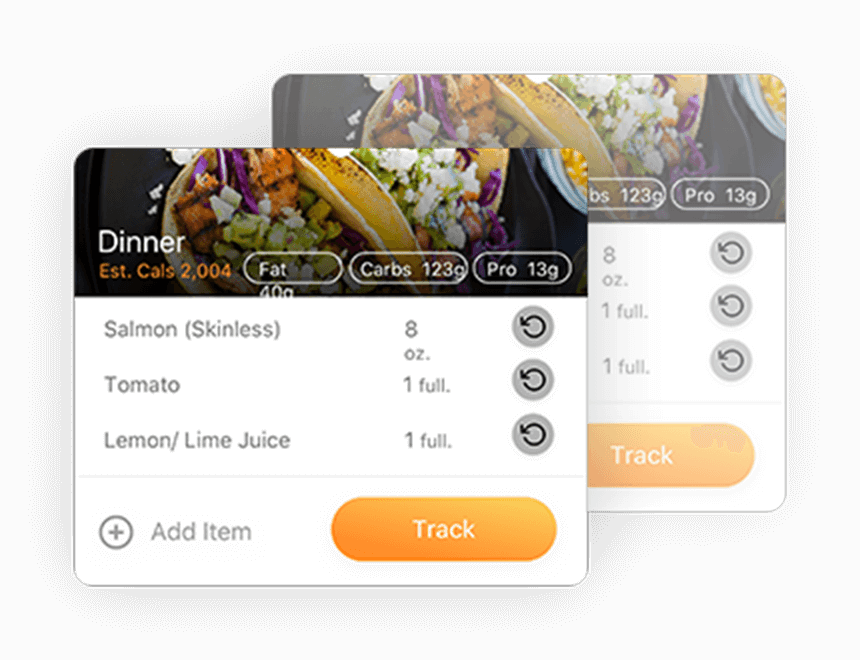 Dinner
Est. Cals 2,004
Fat
40g
Carbs 123g
Pro 13g
Salmon (Skinless)
8
oz.
Tomato
1 full.
Lemon/ Lime Juice
1 full.
Add Item
Track
bs 123g
Pro 13g
8
oz.
1 full.
1 full.
Track